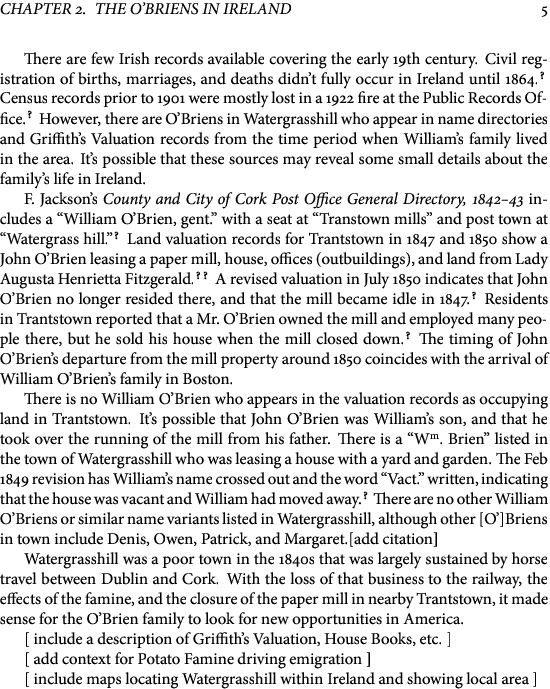 CHAPTER 2. THE O’BRIENS IN IRELAND 5
There are few Irish records available covering the early 19th century. Civil reg-
istration of births, marriages, and deaths didn’t fully occur in Ireland until 1864.?
Census records prior to 1901 were mostly lost in a 1922 fire at the Public Records Of-
fice.? However, there are O’Briens in Watergrasshill who appear in name directories
and Griffith’s Valuation records from the time period when William’s family lived
in the area. It’s possible that these sources may reveal some small details about the
family’s life in Ireland.
F. Jackson’s County and City of Cork Post Office General Directory, 1842–43 in-
cludes a “William O’Brien, gent.” with a seat at “Transtown mills” and post town at
“Watergrass hill.”? Land valuation records for Trantstown in 1847 and 1850 show a
John O’Brien leasing a paper mill, house, offices (outbuildings), and land from Lady
Augusta Henrietta Fitzgerald.? ? A revised valuation in July 1850 indicates that John
O’Brien no longer resided there, and that the mill became idle in 1847.? Residents
in Trantstown reported that a Mr. O’Brien owned the mill and employed many peo-
ple there, but he sold his house when the mill closed down.? The timing of John
O’Brien’s departure from the mill property around 1850 coincides with the arrival of
William O’Brien’s family in Boston.
There is no William O’Brien who appears in the valuation records as occupying
land in Trantstown. It’s possible that John O’Brien was William’s son, and that he
took over the running of the mill from his father. There is a “Wm. Brien” listed in
the town of Watergrasshill who was leasing a house with a yard and garden. The Feb
1849 revision has William’s name crossed out and the word “Vact.” written, indicating
that the house was vacant and William had moved away.? There are no other William
O’Briens or similar name variants listed in Watergrasshill, although other [O’]Briens
in town include Denis, Owen, Patrick, and Margaret.[add citation]
Watergrasshill was a poor town in the 1840s that was largely sustained by horse
travel between Dublin and Cork. With the loss of that business to the railway, the
effects of the famine, and the closure of the paper mill in nearby Trantstown, it made
sense for the O’Brien family to look for new opportunities in America.
[ include a description of Griffith’s Valuation, House Books, etc. ]
[ add context for Potato Famine driving emigration ]
[ include maps locating Watergrasshill within Ireland and showing local area ]